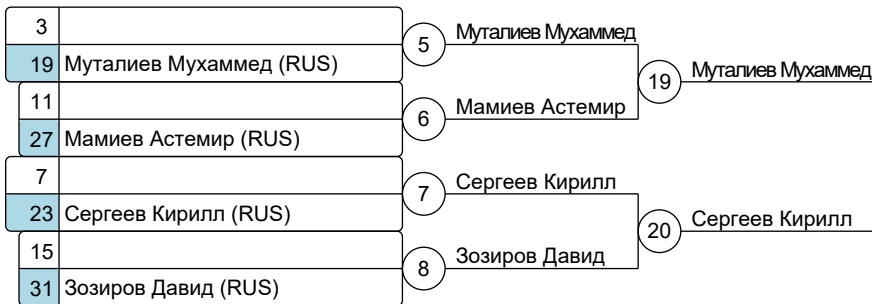 3
19 Муталиев Мухаммед (RUS)
5 Муталиев Мухаммед
19 Муталиев Мухаммед
11
27 Мамиев Астемир (RUS)
6 Мамиев Астемир
7
23 Сергеев Кирилл (RUS)
7 Сергеев Кирилл
20 Сергеев Кирилл
15
31 Зозиров Давид (RUS)
8 Зозиров Давид